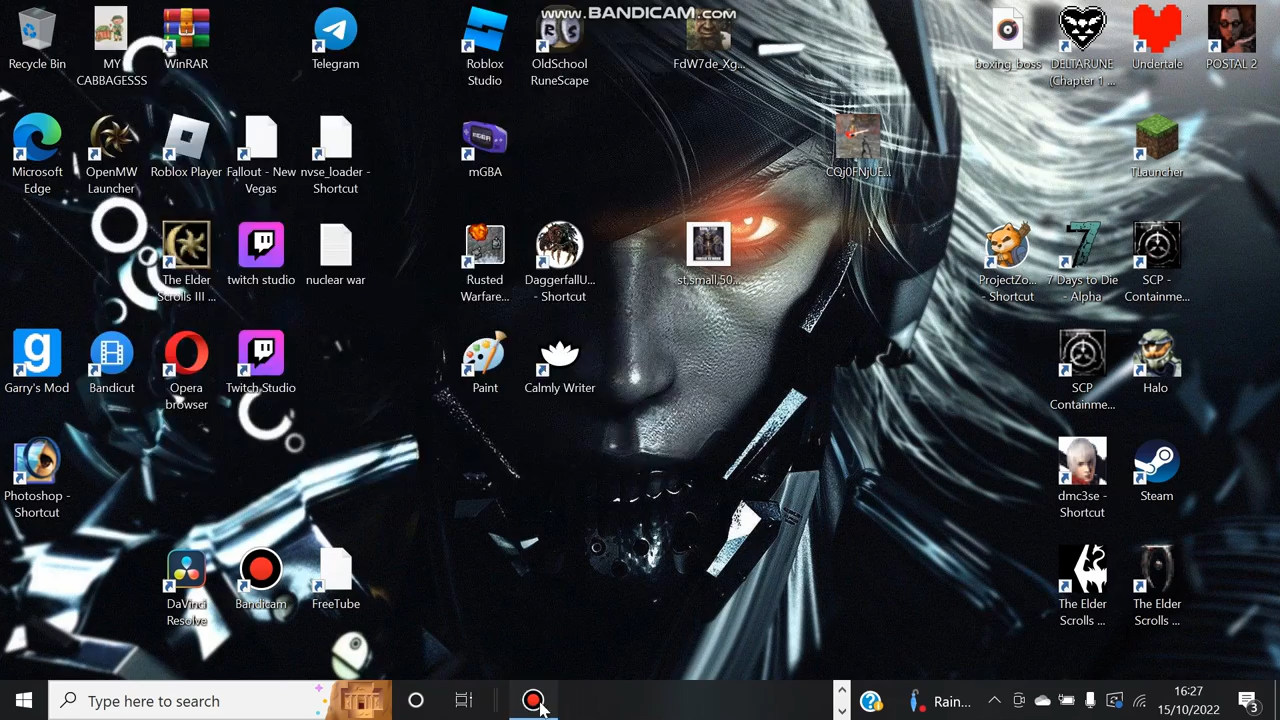 www.BANDICAM.com
Recycle Bin
MY CABBAGESSS
WinRAR
Telegram
Roblox Studio
OldSchool RuneScape
FdW7de_Xg...
boxing_boss
DELTARUNE (Chapter 1 ...
Undertale
POSTAL 2
Microsoft Edge
OpenMW Launcher
Roblox Player
Fallout - New Vegas
nvse_loader - Shortcut
mGBA
CQj0FNjUE...
TLauncher
The Elder Scrolls III ...
twitch studio
nuclear war
Rusted Warfare...
DaggerfallU... - Shortcut
st,small,50...
ProjectZo... - Shortcut
7 Days to Die - Alpha
SCP - Containme...
Garry's Mod
Bandicut
Opera browser
Twitch Studio
Paint
Calmly Writer
SCP Containme...
Halo
Photoshop - Shortcut
dmc3se - Shortcut
Steam
DaVinci Resolve
Bandicam
FreeTube
The Elder Scrolls ...
The Elder Scrolls ...
Type here to search
Rain...
16:27
15/10/2022
3